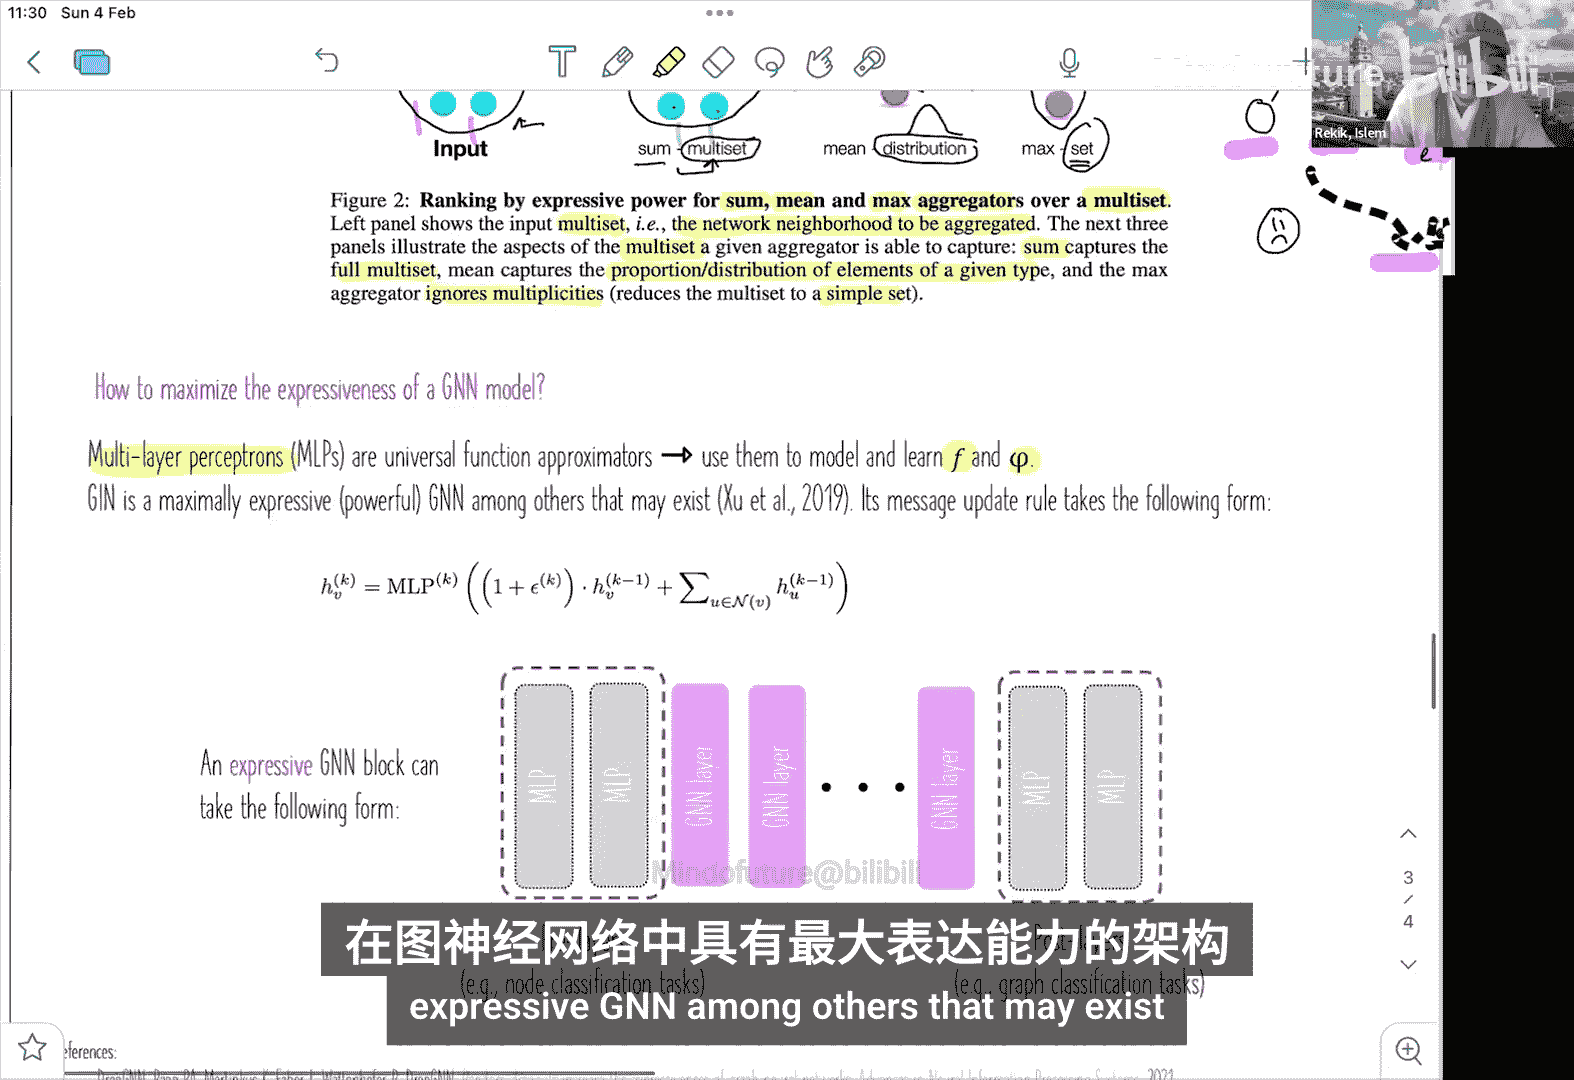 11:30 Sun 4 Feb
bilibili
Rekik, Islem
Input
sum - multiset
mean - distribution
max - set
Figure 2: Ranking by expressive power for sum, mean and max aggregators over a multiset.
Left panel shows the input multiset, i.e., the network neighborhood to be aggregated. The next three
panels illustrate the aspects of the multiset a given aggregator is able to capture: sum captures the
full multiset, mean captures the proportion/distribution of elements of a given type, and the max
aggregator ignores multiplicities (reduces the multiset to a simple set).
How to maximize the expressiveness of a GNN model?
Multi-layer perceptrons (MLPs) are universal function approximators → use them to model and learn f and φ.
GIN is a maximally expressive (powerful) GNN among others that may exist (Xu et al., 2019). Its message update rule takes the following form:
h_v^{(k)} = MLP^{(k)} ( ( 1 + ϵ^{(k)} ) · h_v^{(k-1)} + ∑_{u∈N(v)} h_u^{(k-1)} )
An expressive GNN block can
take the following form:
MLP
MLP
GNN layer
GNN layer
GNN layer
MLP
MLP
Mindofuture@bilibili
3
/
4
在图神经网络中具有最大表达能力的架构
(e.g., node classification tasks)
(e.g., graph classification tasks)
expressive GNN among others that may exist
eferences: